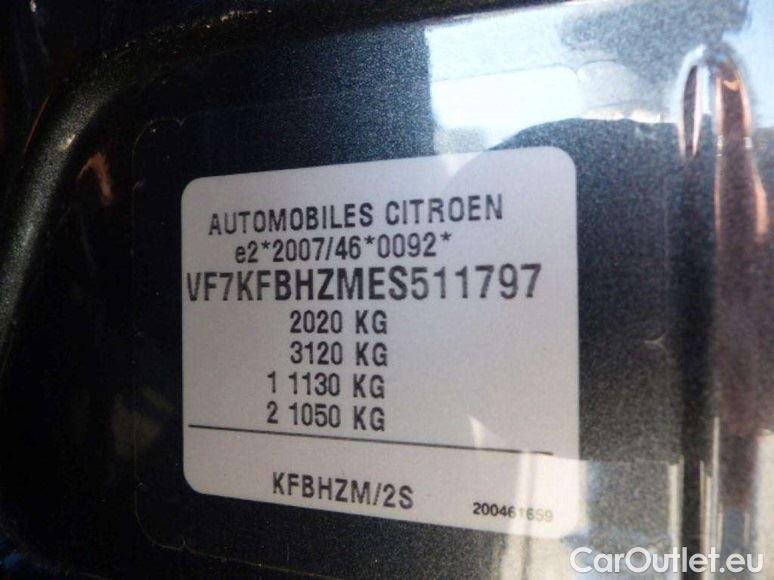 AUTOMOBILES CITROEN
e2*2007/46*0092*
VF7KFBHZMES511797
2020 KG
3120 KG
1 1130 KG
2 1050 KG
KFBHZM/2S
200461659
CarOutlet.eu